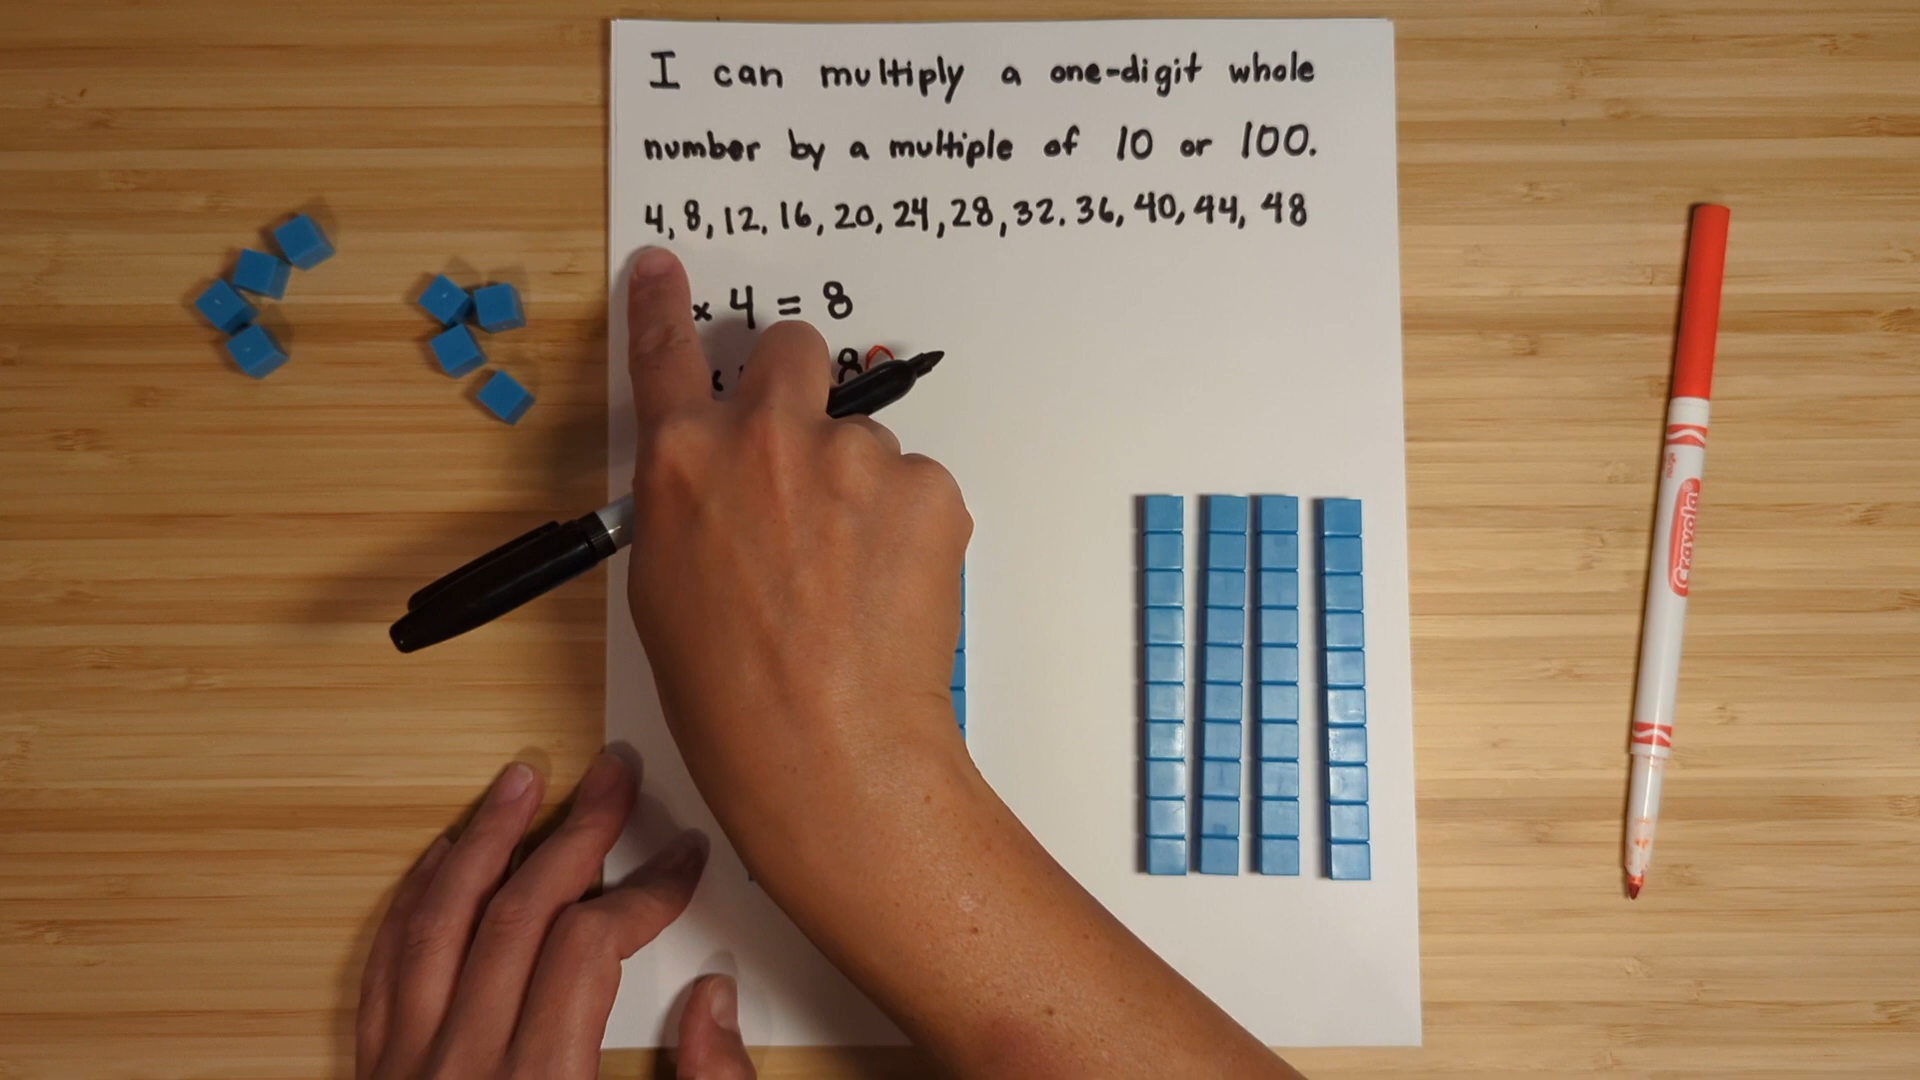 I can multiply a one-digit whole
number by a multiple of 10 or 100.
4, 8, 12, 16, 20, 24, 28, 32. 36, 40, 44, 48
x 4 = 8
8
Crayola